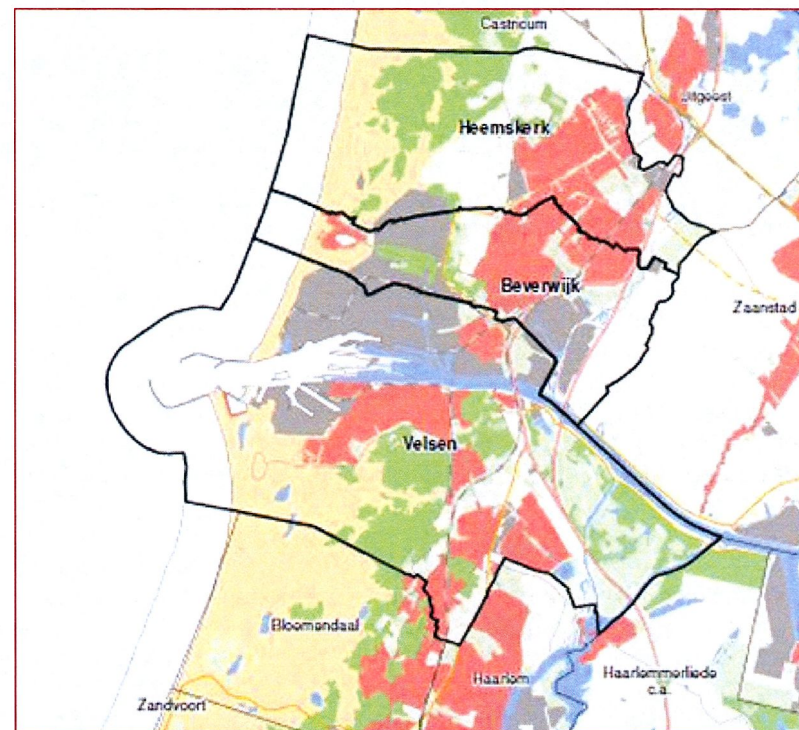 Castricum
Uitgeest
Heemskerk
Beverwijk
Zaanstad
Velsen
Bloemendaal
Haarlem
Haarlemmerliede
c.a.
Zandvoort